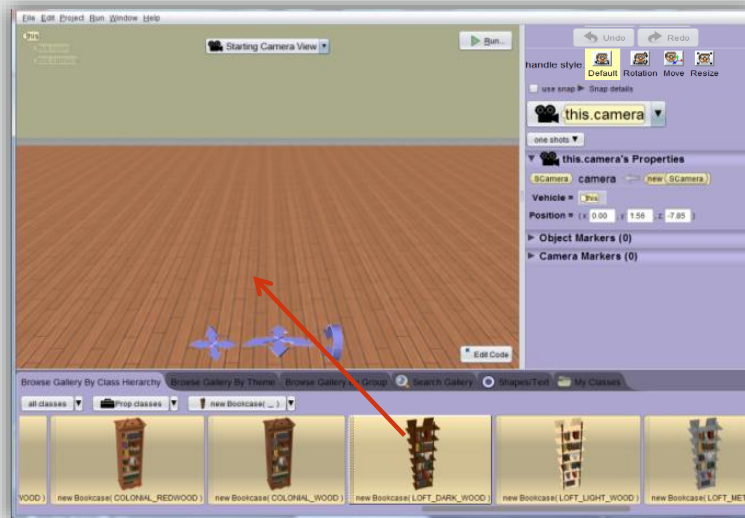 File Edit Project Run Window Help
this
this.room
this.camera
Starting Camera View
Run...
Undo Redo
handle style:
Default Rotation Move Resize
use snap Snap details
this.camera
one shots
this.camera's Properties
SCamera camera new SCamera
Vehicle = this
Position = (x: 0.00 , y: 1.56 , z: -7.85 )
Object Markers (0)
Camera Markers (0)
Edit Code
Browse Gallery By Class Hierarchy Browse Gallery By Theme Browse Gallery By Group Search Gallery Shapes/Text My Classes
all classes Prop classes new Bookcase( _ )
WOOD ) new Bookcase( COLONIAL_REDWOOD ) new Bookcase( COLONIAL_WOOD ) new Bookcase( LOFT_DARK_WOOD ) new Bookcase( LOFT_LIGHT_WOOD ) new Bookcase( LOFT_MET